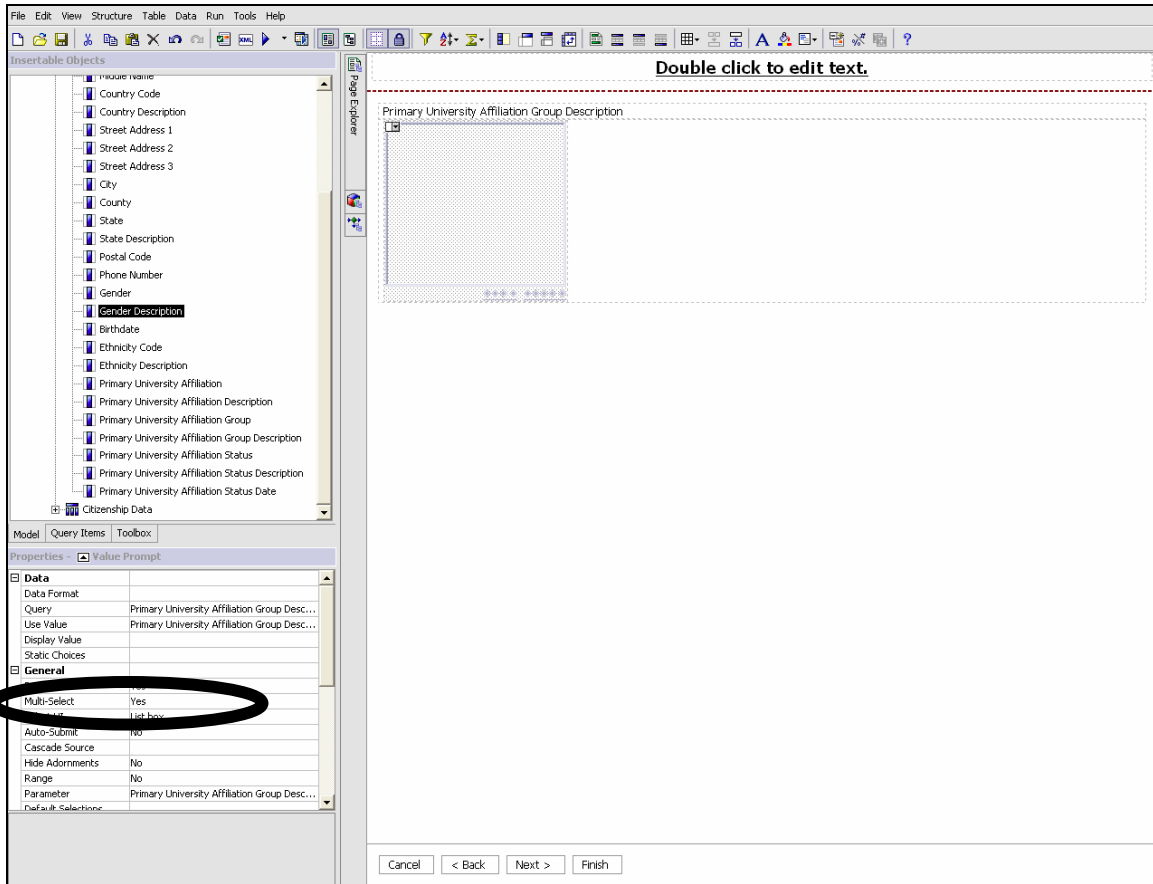 File Edit View Structure Table Data Run Tools Help
Insertable Objects
Middle Name
Country Code
Country Description
Street Address 1
Street Address 2
Street Address 3
City
County
State
State Description
Postal Code
Phone Number
Gender
Gender Description
Birthdate
Ethnicity Code
Ethnicity Description
Primary University Affiliation
Primary University Affiliation Description
Primary University Affiliation Group
Primary University Affiliation Group Description
Primary University Affiliation Status
Primary University Affiliation Status Description
Primary University Affiliation Status Date
Citizenship Data
Model Query Items Toolbox
Properties - Value Prompt
Data
Data Format
Query Primary University Affiliation Group Desc...
Use Value Primary University Affiliation Group Desc...
Display Value
Static Choices
General
Yes
Multi-Select Yes
List box
Auto-Submit No
Cascade Source
Hide Adornments No
Range No
Parameter Primary University Affiliation Group Desc...
Default Selections
Page Explorer
Double click to edit text.
Primary University Affiliation Group Description
**** *****
Cancel < Back Next > Finish